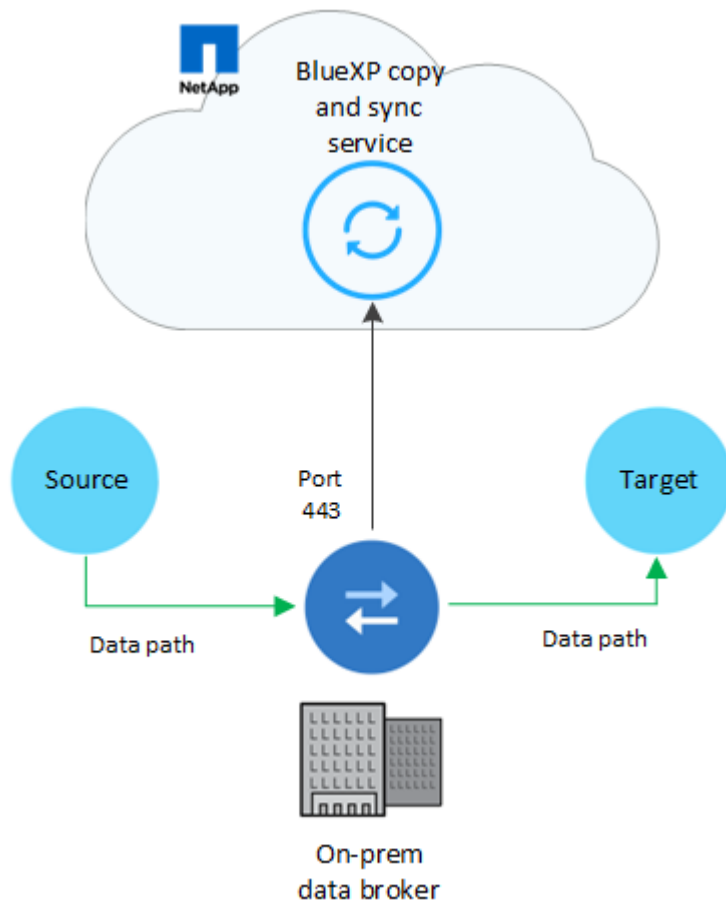 NetApp
BlueXP copy
and sync
service
Source
Port
443
Target
Data path
Data path
On-prem
data broker